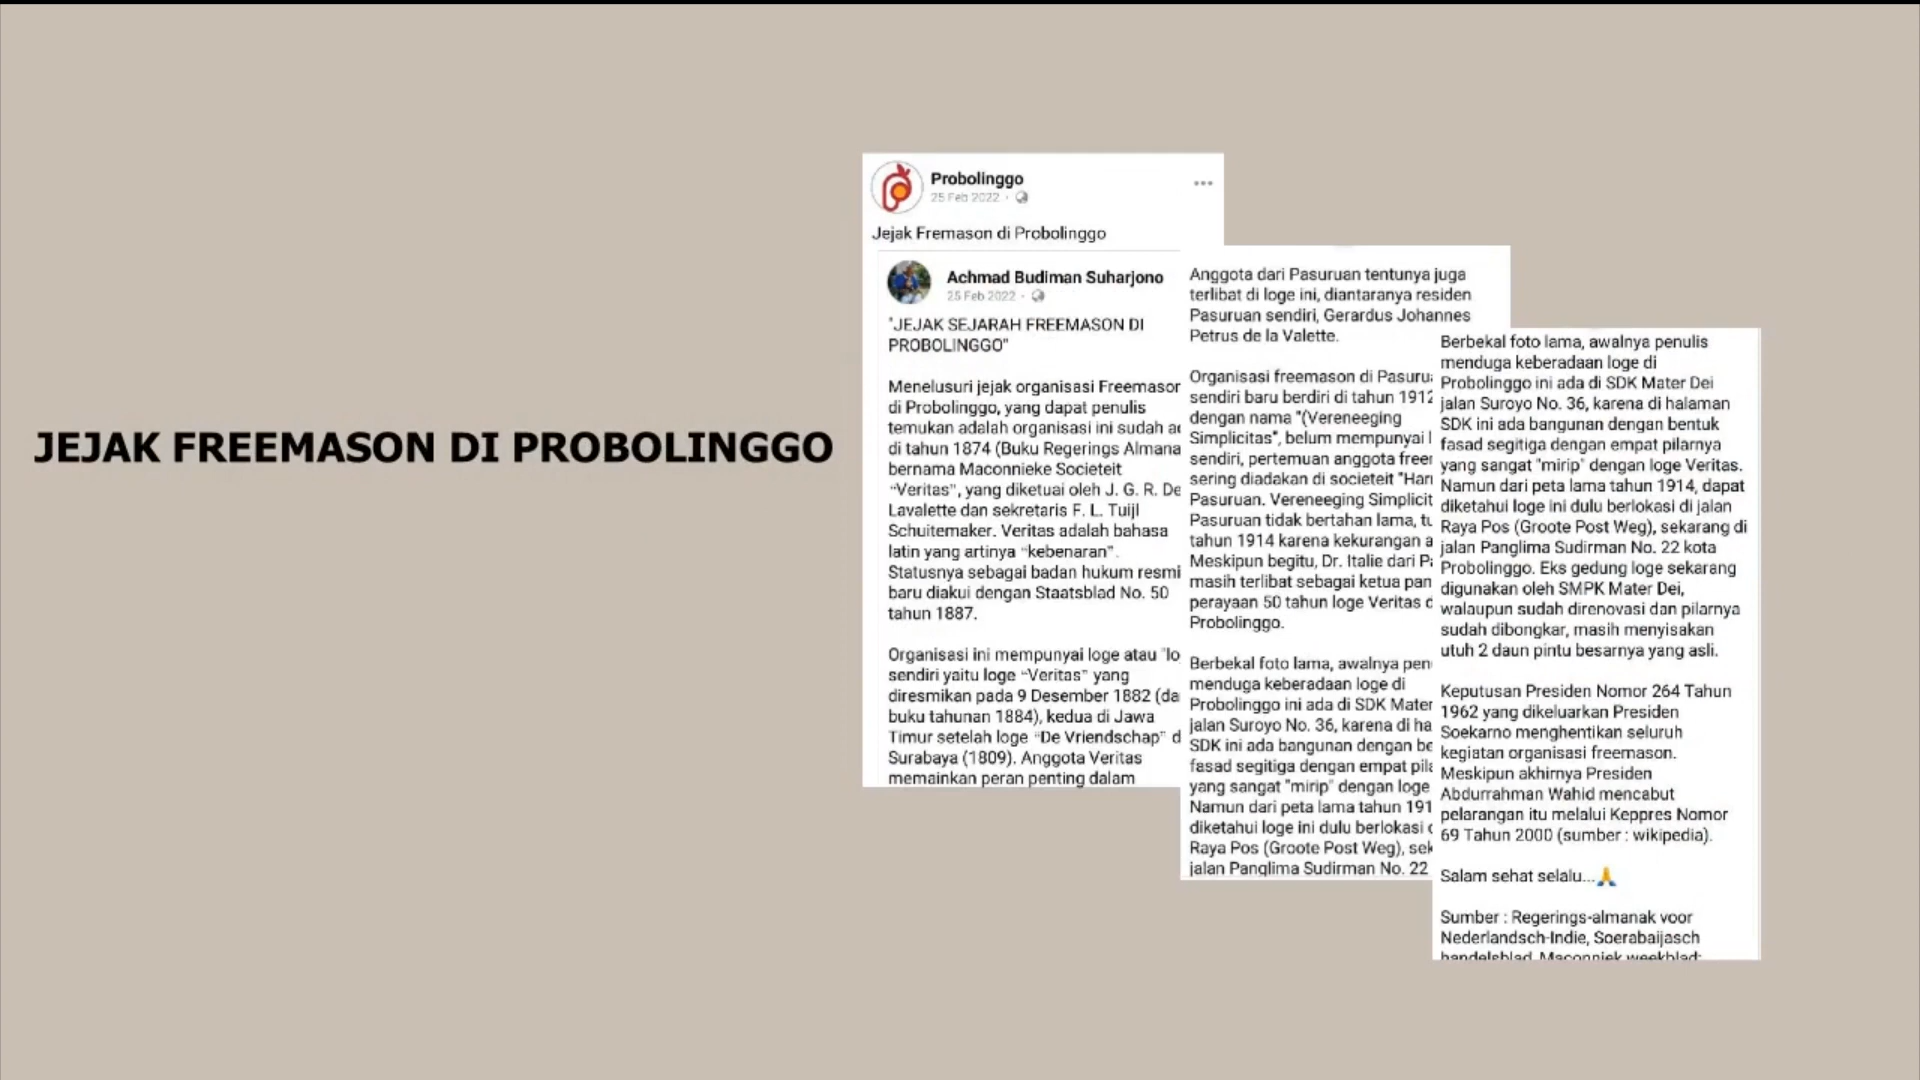 JEJAK FREEMASON DI PROBOLINGGO
Probolinggo
25 Feb 2022
Jejak Fremason di Probolinggo
Achmad Budiman Suharjono
25 Feb 2022
"JEJAK SEJARAH FREEMASON DI
PROBOLINGGO"
Menelusuri jejak organisasi Freemason
di Probolinggo, yang dapat penulis
temukan adalah organisasi ini sudah
di tahun 1874 (Buku Regerings
bernama Maconnieke Societeit
"Veritas", yang diketuai oleh J. G. R. De
Lavalette dan sekretaris F. L. Tuijl
Schuitemaker. Veritas adalah bahasa
latin yang artinya "kebenaran".
Statusnya sebagai badan hukum resmi
baru diakui dengan Staatsblad No. 50
tahun 1887.
Organisasi ini mempunyai loge atau
sendiri yaitu loge "Veritas" yang
diresmikan pada 9 Desember 1882
buku tahunan 1884), kedua di Jawa
Timur setelah loge "De Vriendschap"
Surabaya (1809). Anggota Veritas
memainkan peran penting dalam
Anggota dari Pasuruan tentunya juga
terlibat di loge ini, diantaranya residen
Pasuruan sendiri, Gerardus Johannes
Petrus de la Valette.
Organisasi freemason di
sendiri baru berdiri di tahun 1912
dengan nama "(Vereneeging
Simplicitas", belum mempunyai
sendiri, pertemuan anggota
sering diadakan di societeit
Pasuruan. Vereneeging
Pasuruan tidak bertahan lama,
tahun 1914 karena kekurangan
Meskipun begitu, Dr. Italie dari
masih terlibat sebagai ketua
perayaan 50 tahun loge Veritas
Probolinggo.
Berbekal foto lama, awalnya
menduga keberadaan loge di
Probolinggo ini ada di SDK Mater
jalan Suroyo No. 36, karena di
SDK ini ada bangunan dengan
fasad segitiga dengan empat
yang sangat "mirip" dengan loge
Namun dari peta lama tahun
diketahui loge ini dulu berlokasi
Raya Pos (Groote Post Weg),
jalan Panglima Sudirman No. 22
Berbekal foto lama, awalnya penulis
menduga keberadaan loge di
Probolinggo ini ada di SDK Mater Dei
jalan Suroyo No. 36, karena di halaman
SDK ini ada bangunan dengan bentuk
fasad segitiga dengan empat pilarnya
yang sangat "mirip" dengan loge Veritas.
Namun dari peta lama tahun 1914, dapat
diketahui loge ini dulu berlokasi di jalan
Raya Pos (Groote Post Weg), sekarang di
jalan Panglima Sudirman No. 22 kota
Probolinggo. Eks gedung loge sekarang
digunakan oleh SMPK Mater Dei,
walaupun sudah direnovasi dan pilarnya
sudah dibongkar, masih menyisakan
utuh 2 daun pintu besarnya yang asli.
Keputusan Presiden Nomor 264 Tahun
1962 yang dikeluarkan Presiden
Soekarno menghentikan seluruh
kegiatan organisasi freemason.
Meskipun akhirnya Presiden
Abdurrahman Wahid mencabut
pelarangan itu melalui Keppres Nomor
69 Tahun 2000 (sumber : wikipedia).
Salam sehat selalu...🙏
Sumber : Regerings-almanak voor
Nederlandsch-Indie, Soerabaijasch
handelsblad, Maconniek weekblad;